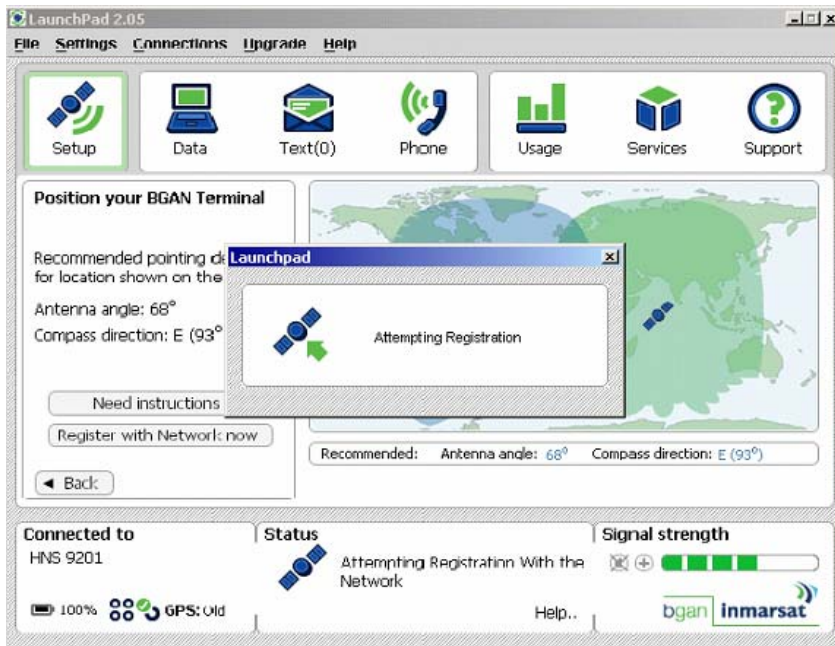 LaunchPad 2.05
File Settings Connections Upgrade Help
Setup
Data
Text(0)
Phone
Usage
Services
Support
Position your BGAN Terminal
Recommended pointing de
for location shown on the
Antenna angle: 68°
Compass direction: E (93°
Need instructions
Register with Network now
◄ Back
Launchpad
Attempting Registration
Recommended: Antenna angle: 68° Compass direction: E (93°)
Connected to
HNS 9201
100% GPS: Old
Status
Attempting Registration With the
Network
Help..
Signal strength
bgan inmarsat